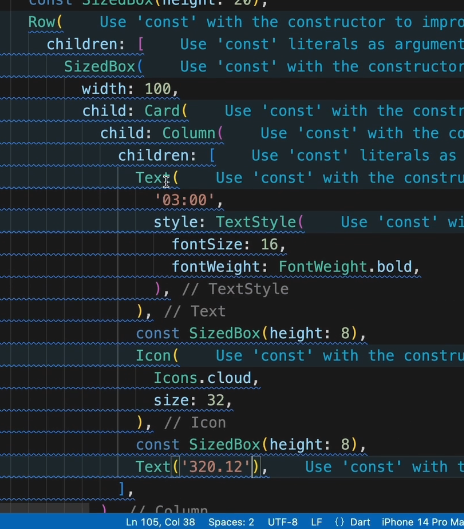 const SizedBox(height: 20),
Row(    Use 'const' with the constructor to impro
children: [    Use 'const' literals as argument
SizedBox(    Use 'const' with the constructor
width: 100,
child: Card(    Use 'const' with the constr
child: Column(    Use 'const' with the co
children: [    Use 'const' literals as
Text(    Use 'const' with the constru
'03:00',
style: TextStyle(    Use 'const' wi
fontSize: 16,
fontWeight: FontWeight.bold,
), // TextStyle
), // Text
const SizedBox(height: 8),
Icon(    Use 'const' with the constru
Icons.cloud,
size: 32,
), // Icon
const SizedBox(height: 8),
Text('320.12'),    Use 'const' with t
],
), // Column
Ln 105, Col 38    Spaces: 2    UTF-8    LF    {} Dart    iPhone 14 Pro Ma